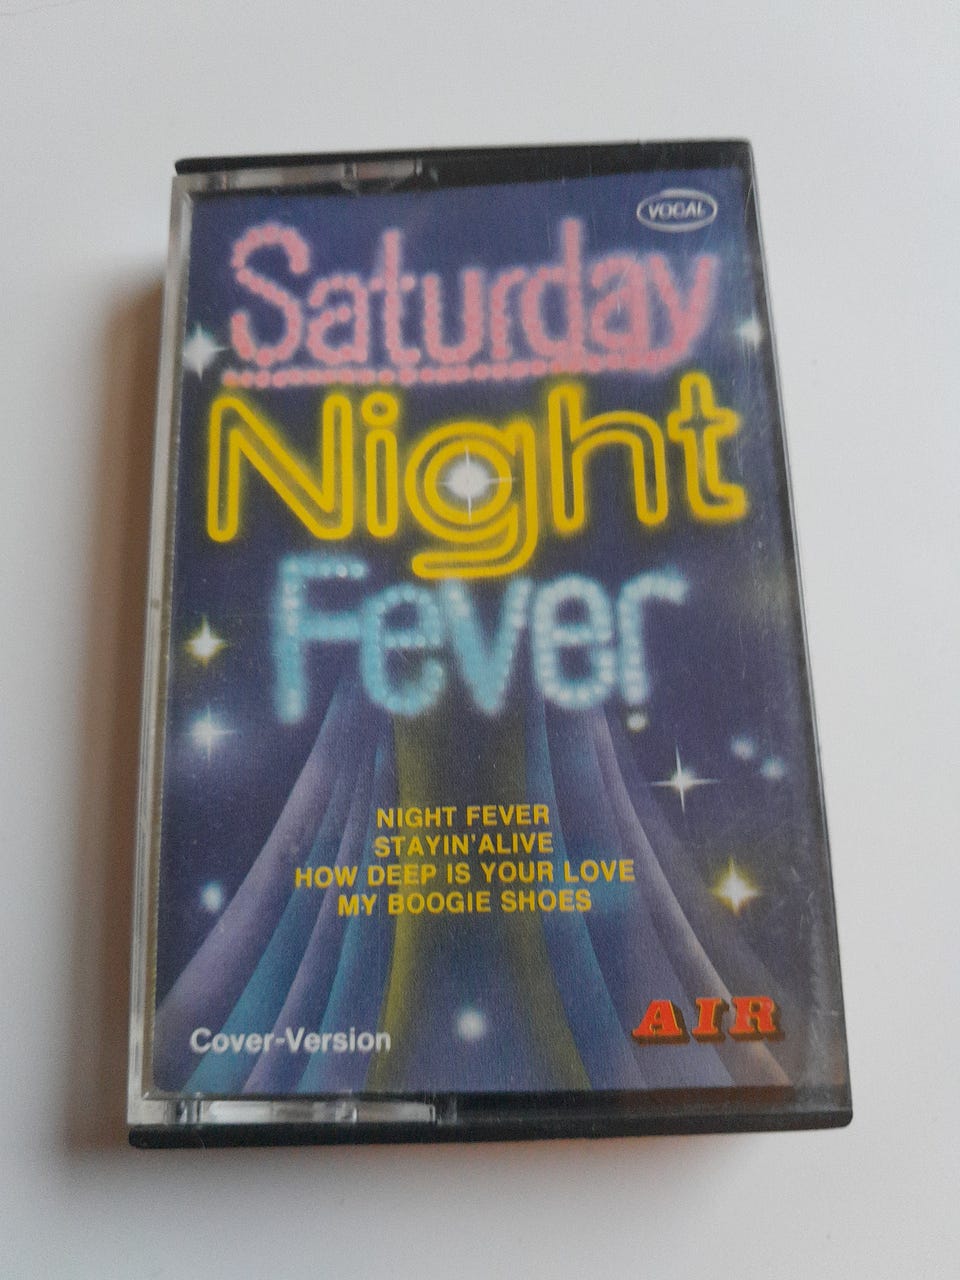 VOCAL
Saturday
Night
Fever
NIGHT FEVER
STAYIN'ALIVE
HOW DEEP IS YOUR LOVE
MY BOOGIE SHOES
Cover-Version
AIR